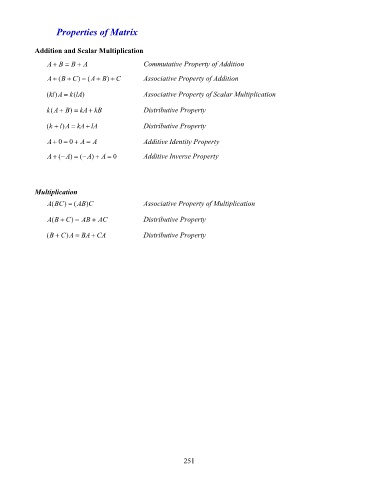 Properties of Matrix
Addition and Scalar Multiplication
A + B = B + A Commutative Property of Addition
A + (B + C) = (A + B) + C Associative Property of Addition
(kl)A = k(lA) Associative Property of Scalar Multiplication
k(A + B) = kA + kB Distributive Property
(k + l)A = kA + lA Distributive Property
A + 0 = 0 + A = A Additive Identity Property
A + (−A) = (−A) + A = 0 Additive Inverse Property
Multiplication
A(BC) = (AB)C Associative Property of Multiplication
A(B + C) = AB + AC Distributive Property
(B + C)A = BA + CA Distributive Property
251